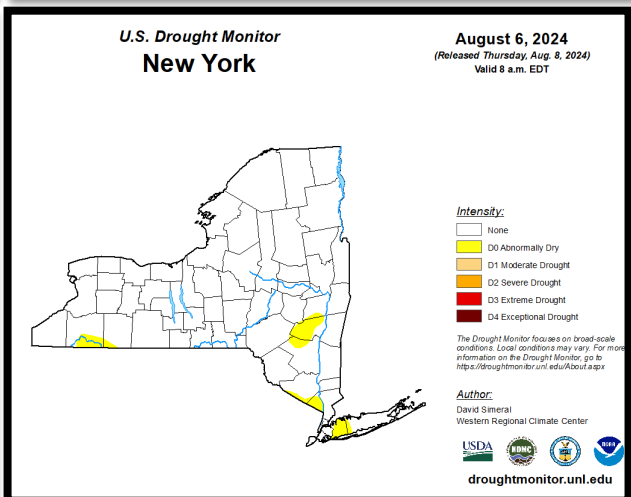 U.S. Drought Monitor
New York
August 6, 2024
(Released Thursday, Aug. 8, 2024)
Valid 8 a.m. EDT
Intensity:
None
D0 Abnormally Dry
D1 Moderate Drought
D2 Severe Drought
D3 Extreme Drought
D4 Exceptional Drought
The Drought Monitor focuses on broad-scale
conditions. Local conditions may vary. For more
information on the Drought Monitor, go to
https://droughtmonitor.unl.edu/About.aspx
Author:
David Simeral
Western Regional Climate Center
USDA
NDMC
NOAA
droughtmonitor.unl.edu